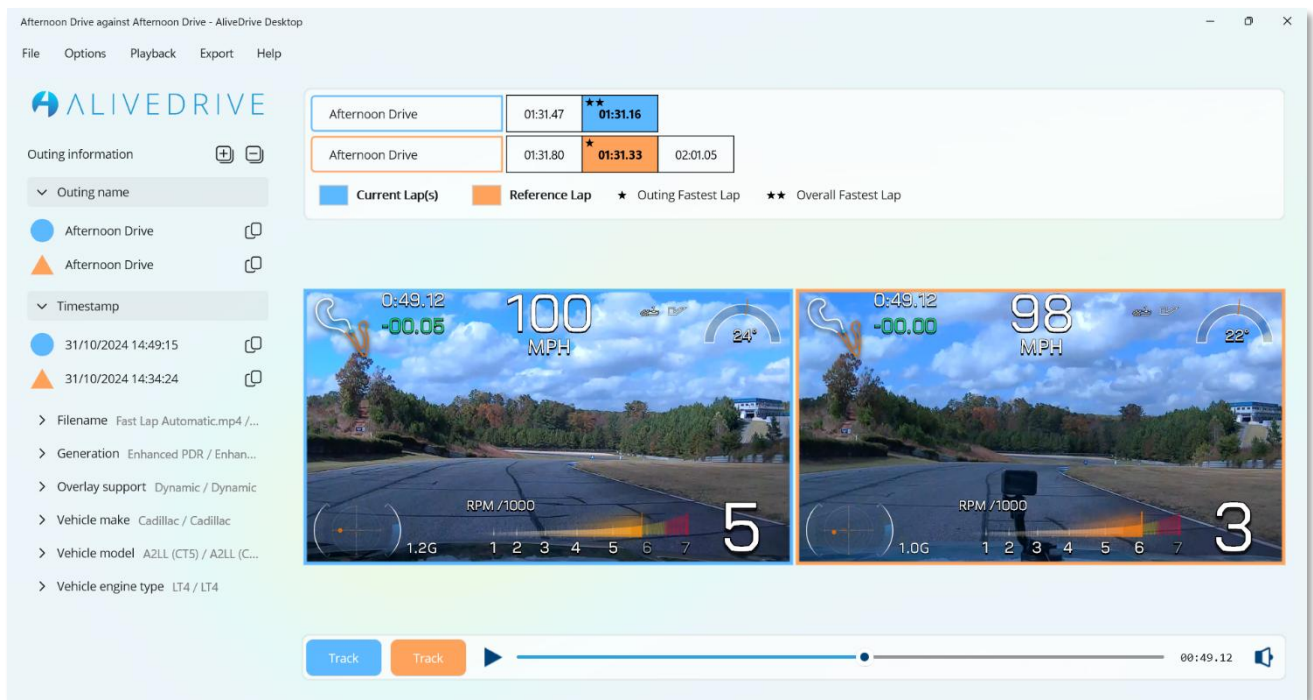 Afternoon Drive against Afternoon Drive - AliveDrive Desktop
File Options Playback Export Help
ALIVEDRIVE
Outing information
Outing name
Afternoon Drive
Afternoon Drive
Timestamp
31/10/2024 14:49:15
31/10/2024 14:34:24
Filename Fast Lap Automatic.mp4 /...
Generation Enhanced PDR / Enhan...
Overlay support Dynamic / Dynamic
Vehicle make Cadillac / Cadillac
Vehicle model A2LL (CT5) / A2LL (C...
Vehicle engine type LT4 / LT4
Afternoon Drive 01:31.47 ★★ 01:31.16
Afternoon Drive 01:31.80 ★ 01:31.33 02:01.05
Current Lap(s) Reference Lap ★ Outing Fastest Lap ★★ Overall Fastest Lap
0:49.12
-00.05
100
MPH
24°
RPM /1000
1.2G
1 2 3 4 5 6 7
5
0:49.12
-00.00
98
MPH
22°
RPM /1000
1.0G
1 2 3 4 5 6 7
3
Track Track 00:49.12